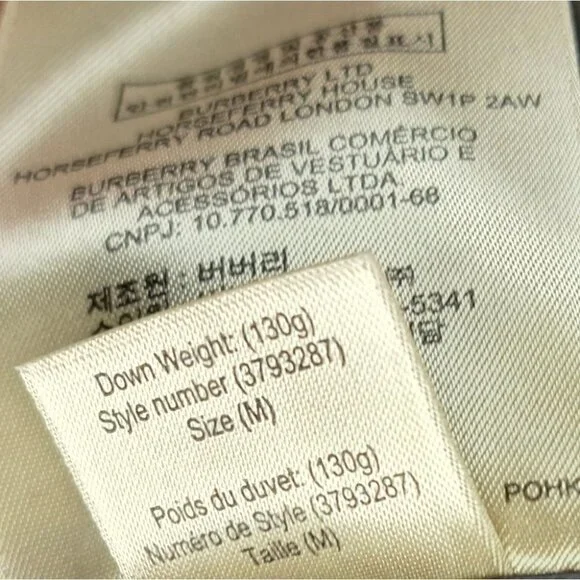 BURBERRY LTD
HORSEFERRY HOUSE
HORSEFERRY ROAD LONDON SW1P 2AW
BURBERRY BRASIL COMÉRCIO
DE ARTIGOS DE VESTUÁRIO E
ACESSÓRIOS LTDA.
CNPJ: 10.770.518/0001-68
제조원 : 버버리
㈜
-5341
Down Weight: (130g)
Style number (3793287)
Size (M)
Poids du duvet: (130g)
Numéro de Style (3793287)
Taille (M)